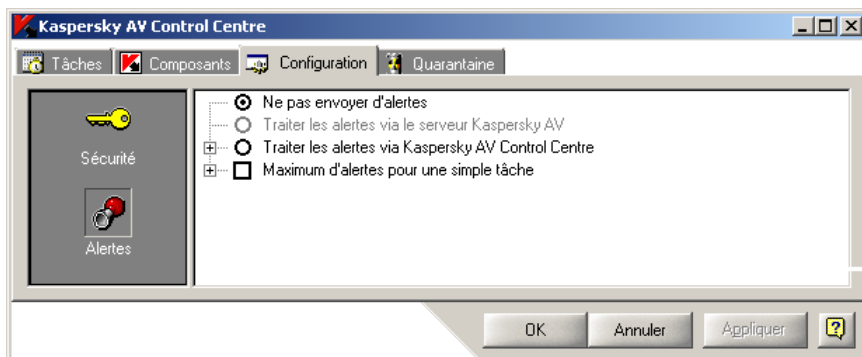 Kaspersky AV Control Centre
Tâches Composants Configuration Quarantaine
Sécurité
Alertes
Ne pas envoyer d'alertes
Traiter les alertes via le serveur Kaspersky AV
Traiter les alertes via Kaspersky AV Control Centre
Maximum d'alertes pour une simple tâche
OK Annuler Appliquer ?